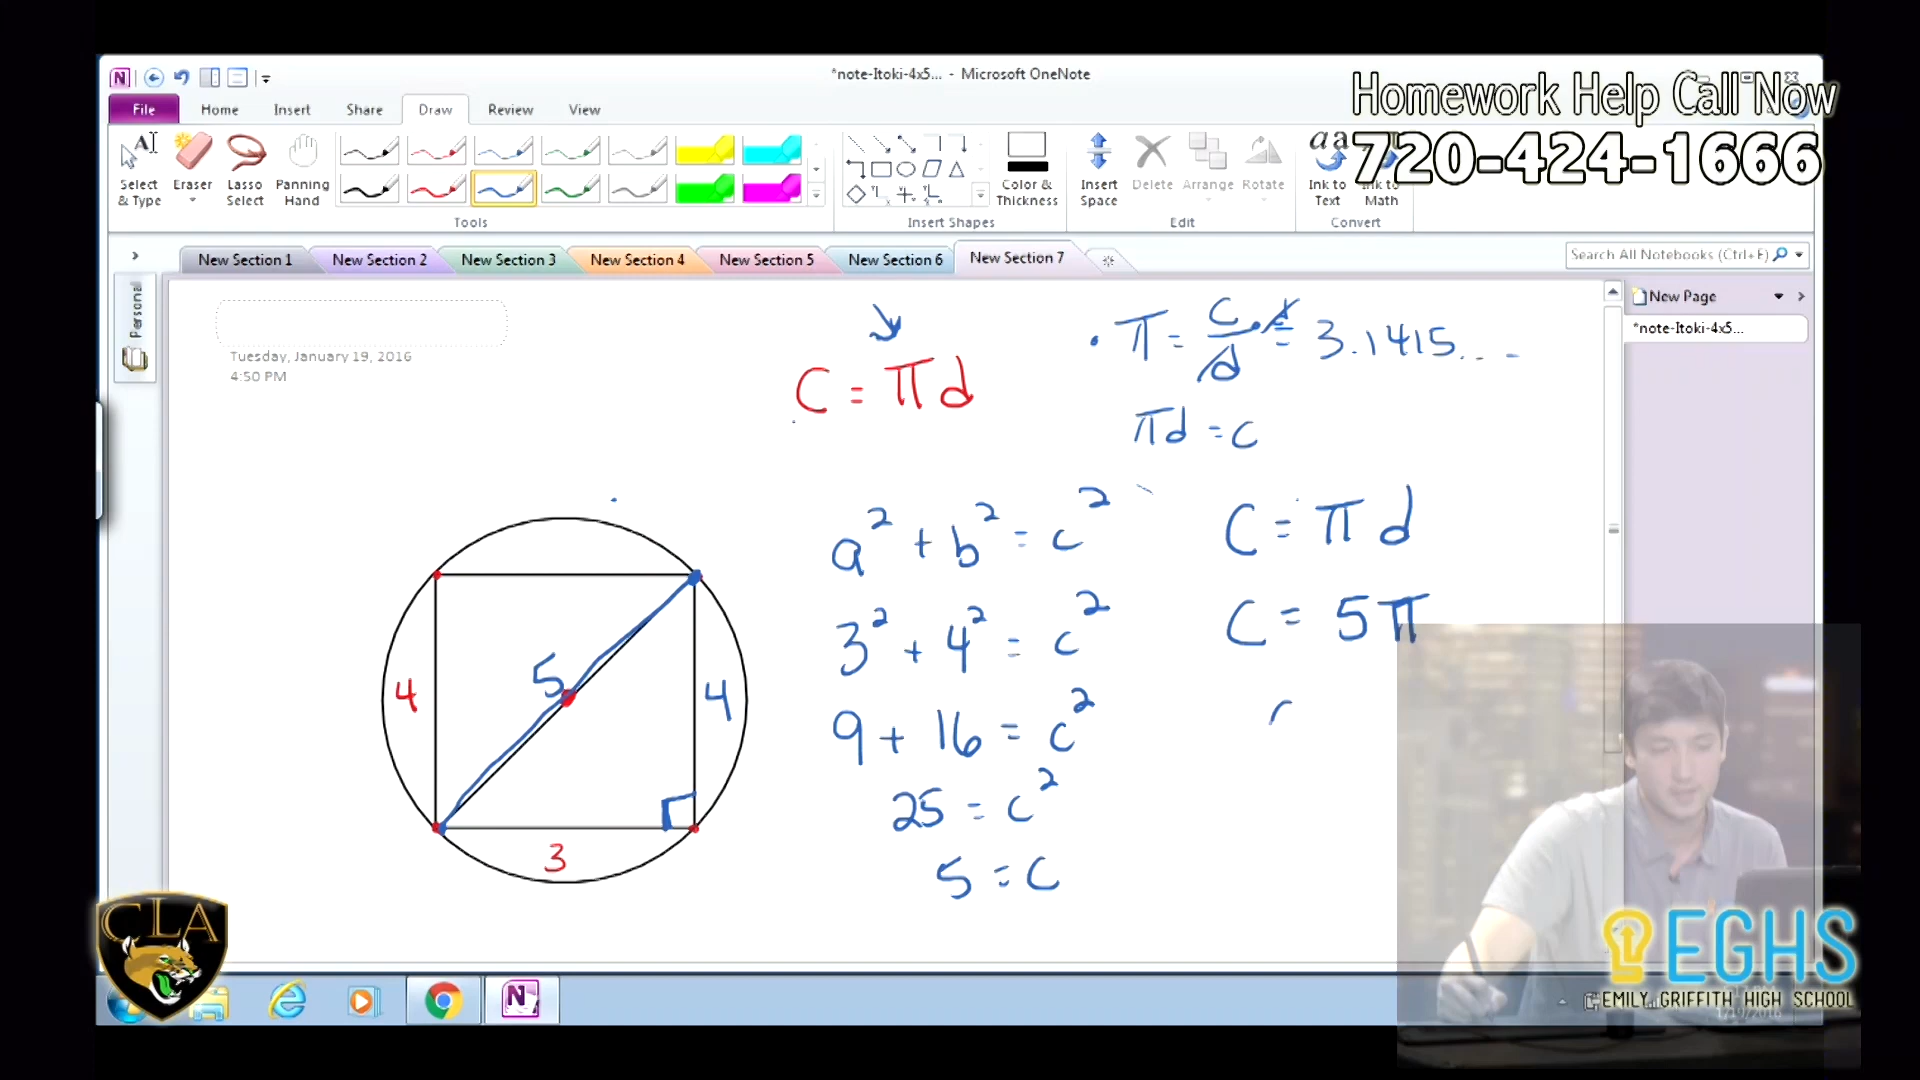 *note-Itoki-4x5... - Microsoft OneNote
Homework Help Call Now
720-424-1666
File Home Insert Share Draw Review View
Select & Type
Eraser
Lasso Select
Panning Hand
Color & Thickness
Insert Space
Delete
Arrange
Rotate
Ink to Text
Ink to Math
Tools
Insert Shapes
Edit
Convert
New Section 1
New Section 2
New Section 3
New Section 4
New Section 5
New Section 6
New Section 7
Search All Notebooks (Ctrl+E)
Personal
New Page
*note-Itoki-4x5...
Tuesday, January 19, 2016
4:50 PM
C = πd
π = C/d · d = 3.1415...
πd = C
a² + b² = c²
3² + 4² = c²
9 + 16 = c²
25 = c²
5 = c
C = πd
C = 5π
5
4
4
3
CLA
EGHS
EMILY GRIFFITH HIGH SCHOOL
1/19/2016